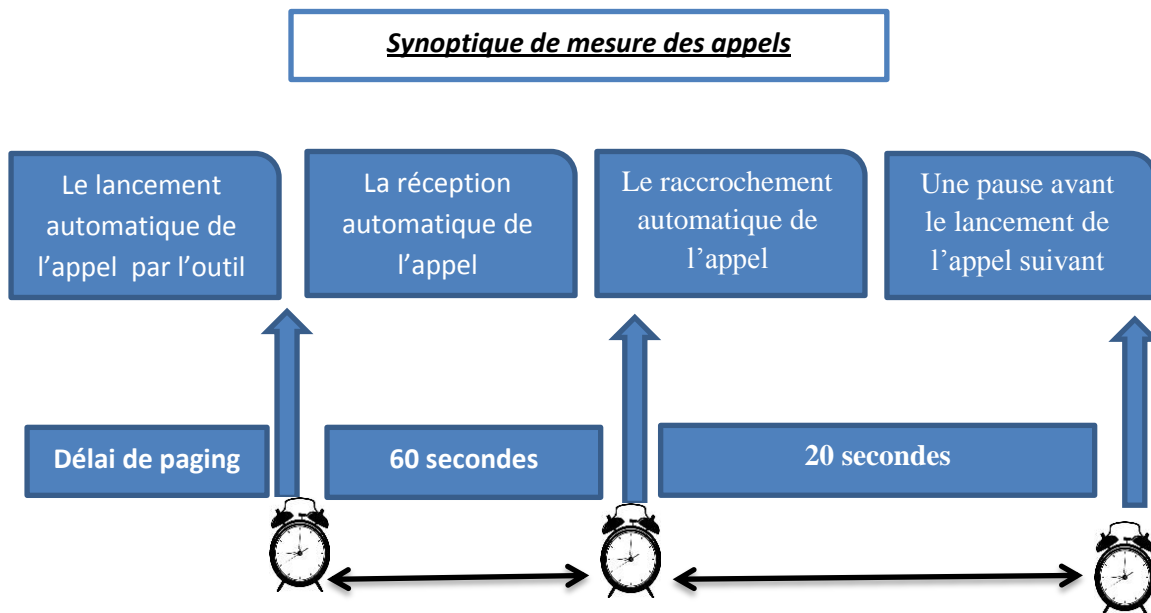 Synoptique de mesure des appels
Le lancement
automatique de
l’appel par l’outil
La réception
automatique de
l’appel
Le raccrochement
automatique de
l’appel
Une pause avant
le lancement de
l’appel suivant
Délai de paging
60 secondes
20 secondes